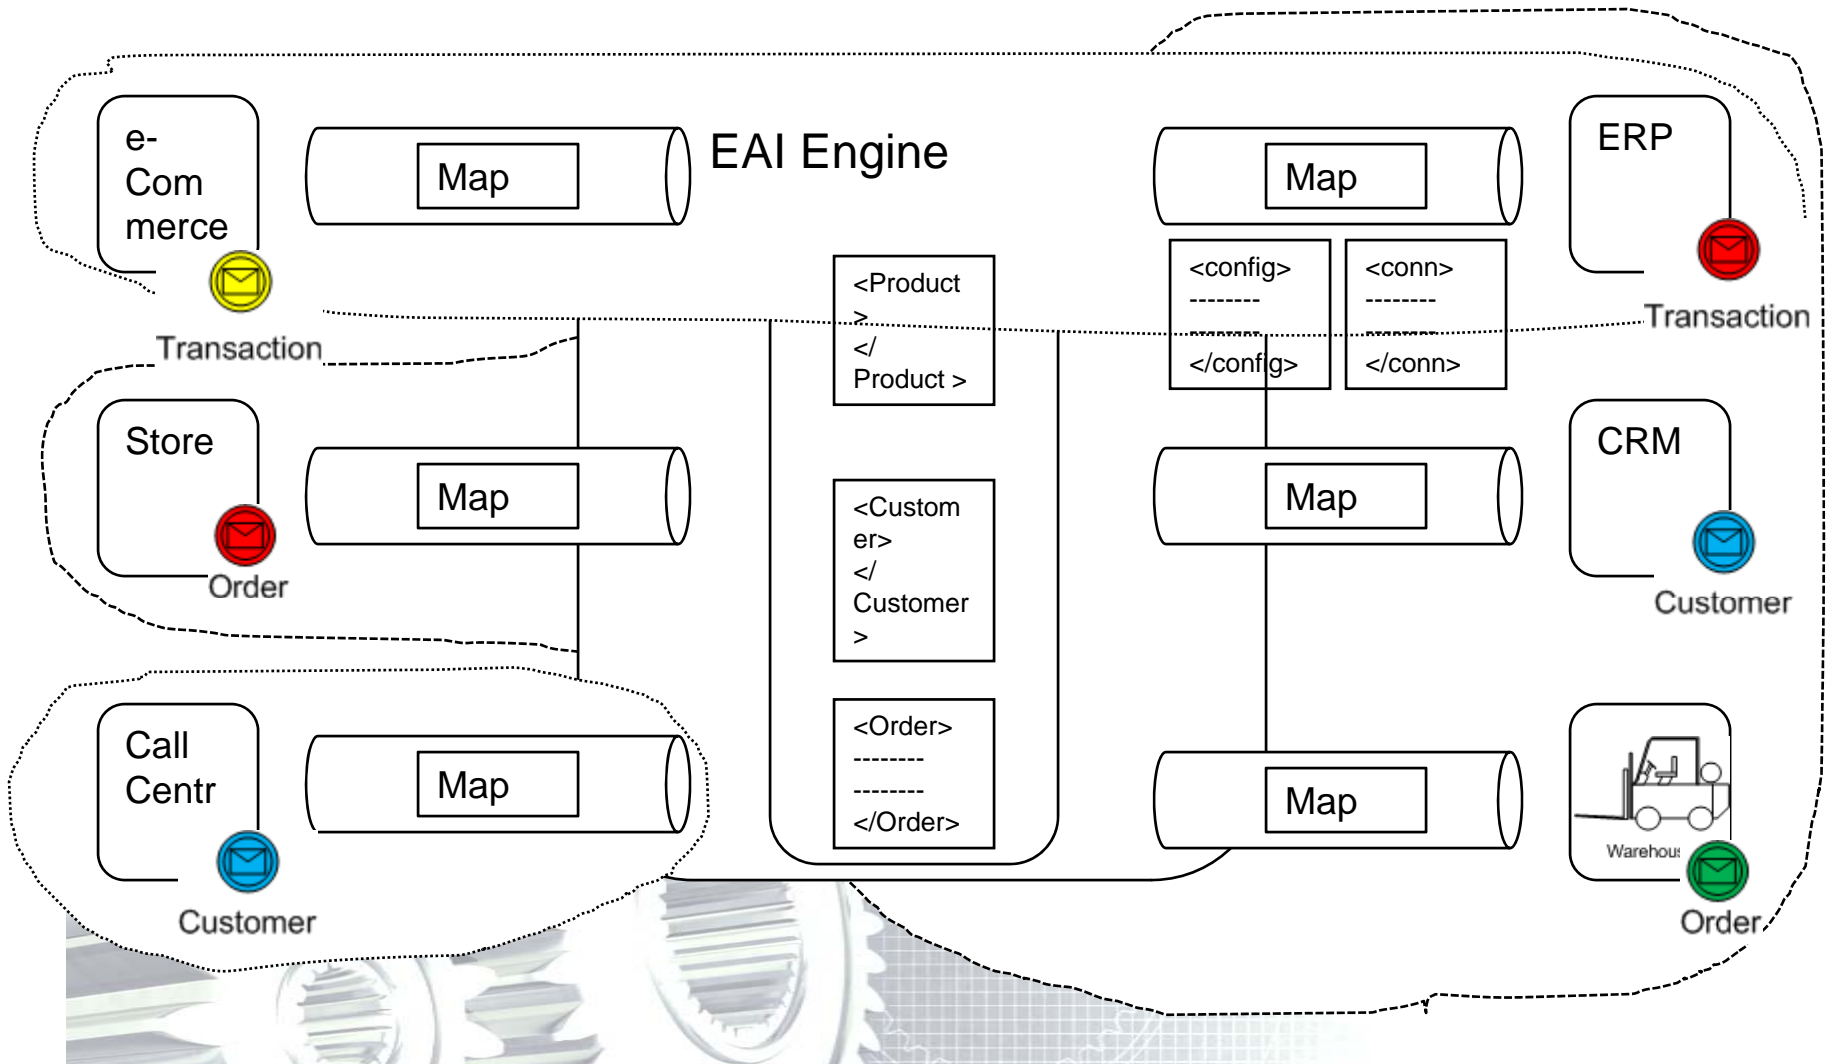 e-
Com
merce
Transaction
Map
EAI Engine
Map
ERP
Transaction
<Product
>
</
Product >
<config>
--------
--------
</config>
<conn>
--------
--------
</conn>
Store
Order
Map
<Custom
er>
</
Customer
>
Map
CRM
Customer
Call
Centr
Customer
Map
<Order>
--------
--------
</Order>
Map
Warehous
Order